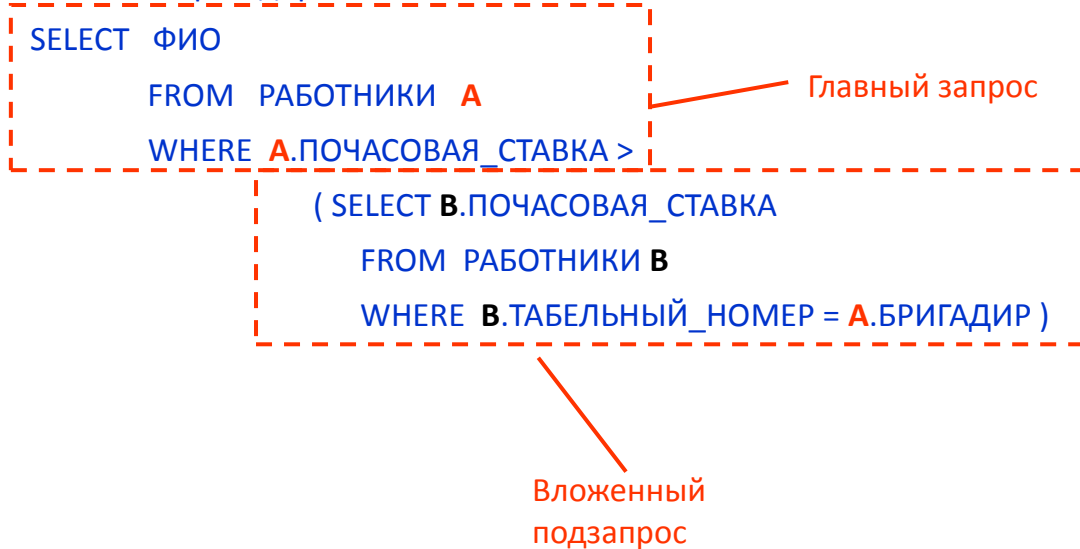 SELECT ФИО
FROM РАБОТНИКИ А
WHERE А.ПОЧАСОВАЯ_СТАВКА >
Главный запрос
( SELECT В.ПОЧАСОВАЯ_СТАВКА
FROM РАБОТНИКИ В
WHERE В.ТАБЕЛЬНЫЙ_НОМЕР = А.БРИГАДИР )
Вложенный
подзапрос